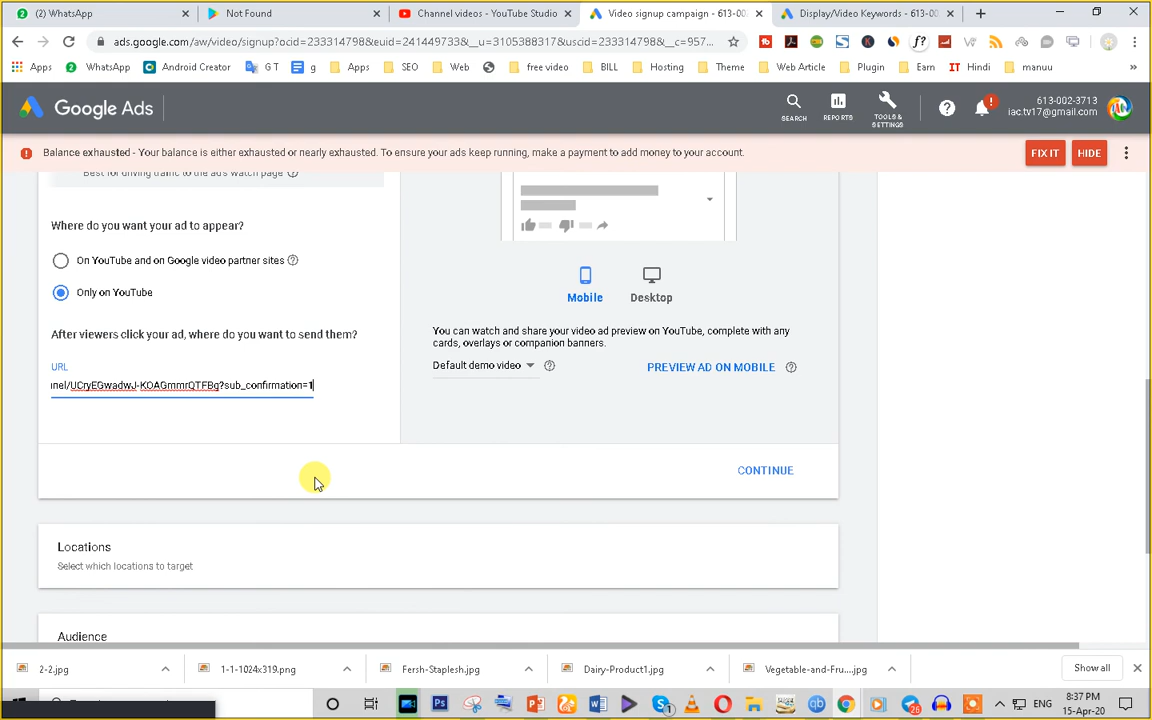 (2) WhatsApp
Not Found
Channel videos - YouTube Studio
Video signup campaign - 613-00
Display/Video Keywords - 613-00
ads.google.com/aw/video/signup?ocid=233314798&euid=241449733&__u=3105388317&uscid=233314798&__c=957...
Apps
WhatsApp
Android Creator
G T
g
Apps
SEO
Web
free video
BILL
Hosting
Theme
Web Article
Plugin
Earn
IT Hindi
manuu
Google Ads
SEARCH
REPORTS
TOOLS & SETTINGS
613-002-3713
iac.tv17@gmail.com
Balance exhausted - Your balance is either exhausted or nearly exhausted. To ensure your ads keep running, make a payment to add money to your account.
FIX IT
HIDE
Best for driving traffic to the ad's watch page
Where do you want your ad to appear?
On YouTube and on Google video partner sites
Only on YouTube
After viewers click your ad, where do you want to send them?
URL
nel/UCryEGwadwJ-KOAGmmrQTFBg?sub_confirmation=1
Mobile
Desktop
You can watch and share your video ad preview on YouTube, complete with any
cards, overlays or companion banners.
Default demo video
PREVIEW AD ON MOBILE
CONTINUE
Locations
Select which locations to target
Audience
2-2.jpg
1-1-1024x319.png
Fersh-Staplesh.jpg
Dairy-Product1.jpg
Vegetable-and-Fru....jpg
Show all
ENG
8:37 PM
15-Apr-20